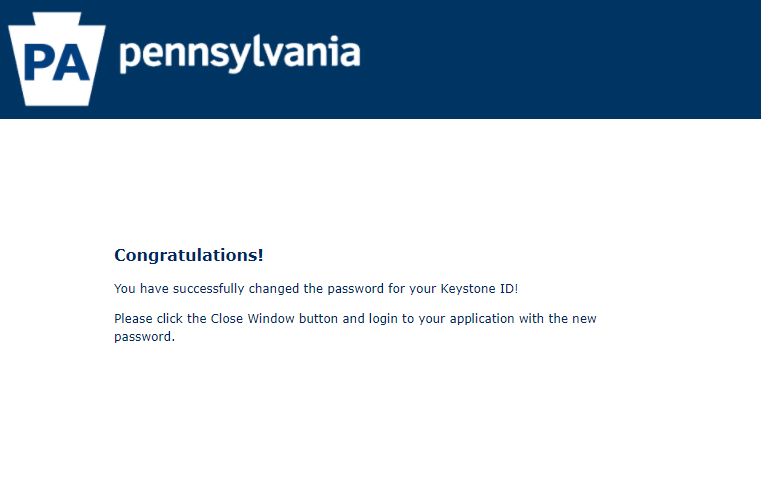 PA pennsylvania
Congratulations!
You have successfully changed the password for your Keystone ID!
Please click the Close Window button and login to your application with the new
password.